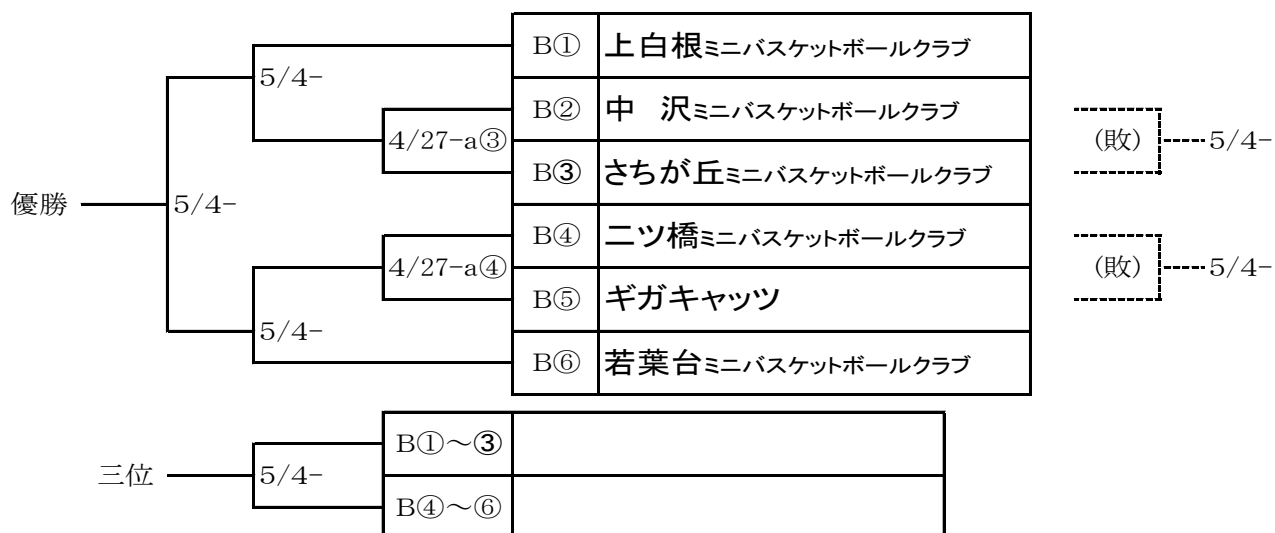 B① 上白根ミニバスケットボールクラブ
5/4-
B② 中　沢ミニバスケットボールクラブ
4/27-a③ (敗) 5/4-
B③ さちが丘ミニバスケットボールクラブ
優勝 5/4-
B④ 二ツ橋ミニバスケットボールクラブ
4/27-a④ (敗) 5/4-
B⑤ ギガキャッツ
5/4-
B⑥ 若葉台ミニバスケットボールクラブ
B①～③
三位 5/4-
B④～⑥